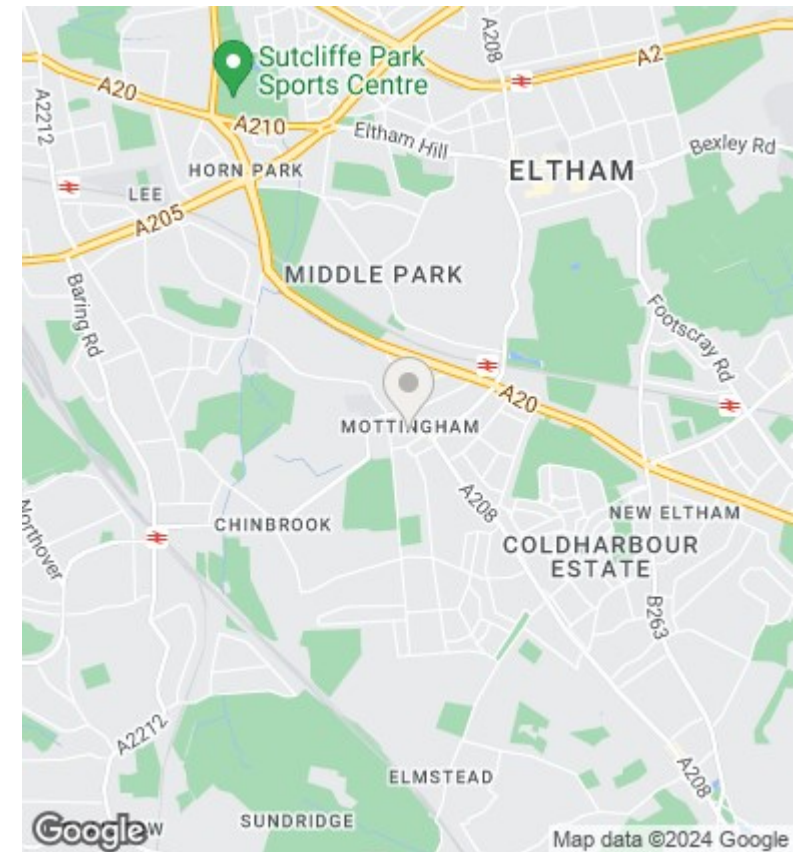 A208
A2
Sutcliffe Park
Sports Centre
A20
A2212
A210
Eltham Hill
Bexley Rd
HORN PARK
ELTHAM
LEE
A205
MIDDLE PARK
Baring Rd
Footscray Rd
A20
MOTTINGHAM
A208
NEW ELTHAM
CHINBROOK
Northover
COLDHARBOUR
ESTATE
B263
A2212
ELMSTEAD
A208
Google
SUNDRIDGE
Map data ©2024 Google